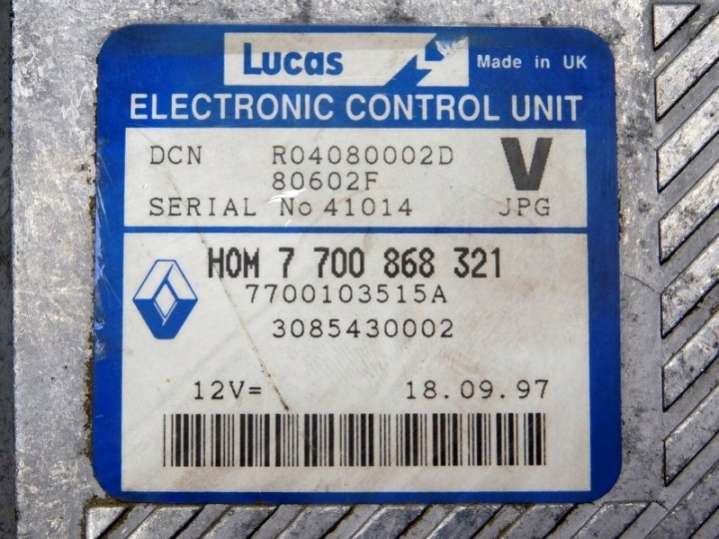 Lucas Made in UK
ELECTRONIC CONTROL UNIT
DCN R04080002D V
80602F
SERIAL No 41014 JPG
HOM 7 700 868 321
7700103515A
3085430002
12V= 18.09.97